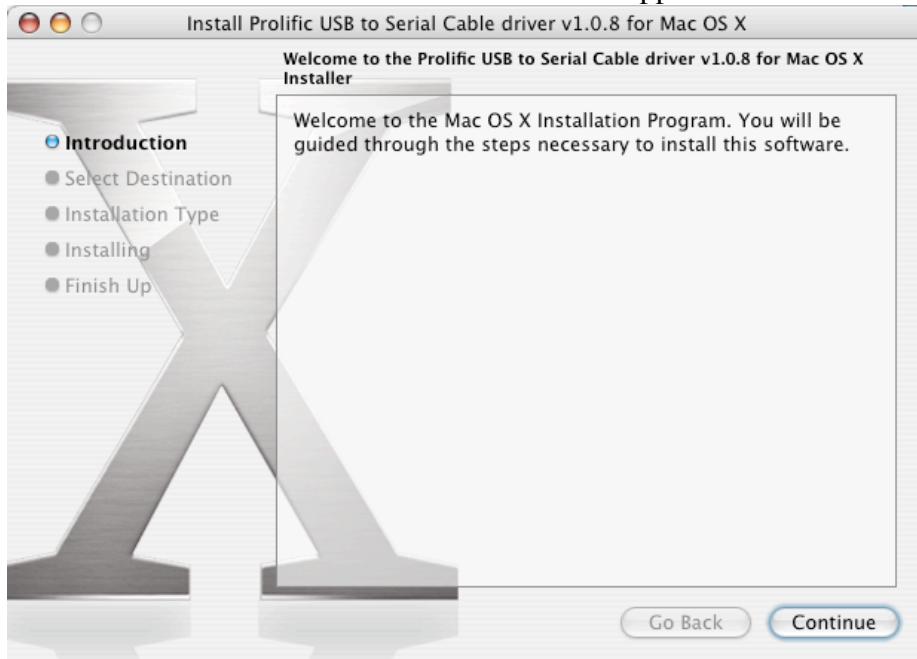 Install Prolific USB to Serial Cable driver v1.0.8 for Mac OS X
Welcome to the Prolific USB to Serial Cable driver v1.0.8 for Mac OS X
Installer
Welcome to the Mac OS X Installation Program. You will be
guided through the steps necessary to install this software.
Introduction
Select Destination
Installation Type
Installing
Finish Up
Go Back
Continue